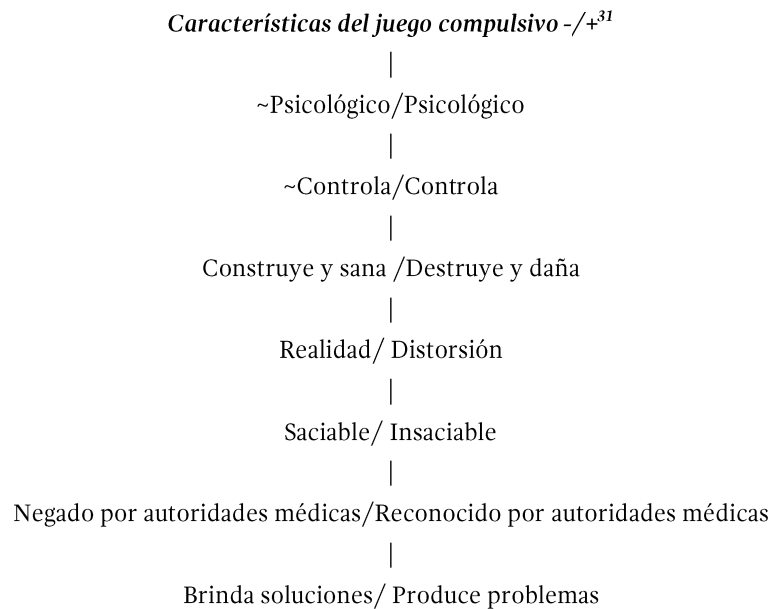 Características del juego compulsivo -/+³¹
|
~Psicológico/Psicológico
|
~Controla/Controla
|
Construye y sana /Destruye y daña
|
Realidad/ Distorsión
|
Saciable/ Insaciable
|
Negado por autoridades médicas/Reconocido por autoridades médicas
|
Brinda soluciones/ Produce problemas